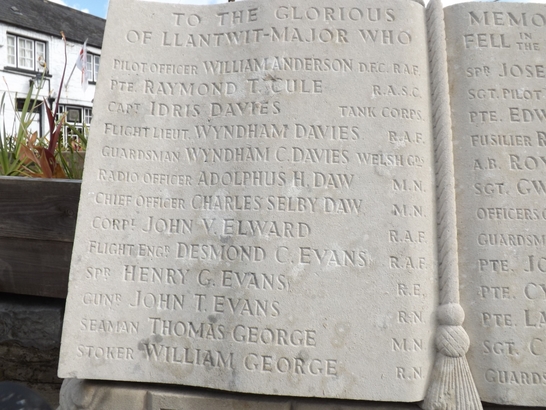 TO THE GLORIOUS
OF LLANTWIT-MAJOR WHO
PILOT OFFICER WILLIAM ANDERSON D.F.C. R.A.F.
PTE. RAYMOND T. CULE R.A.S.C.
CAPT. IDRIS DAVIES TANK CORPS.
FLIGHT LIEUT. WYNDHAM DAVIES R.A.F.
GUARDSMAN WYNDHAM C. DAVIES WELSH GDS
RADIO OFFICER ADOLPHUS H. DAW M.N.
CHIEF OFFICER CHARLES SELBY DAW M.N.
CORPL JOHN V. ELWARD R.A.F.
FLIGHT ENGR DESMOND C. EVANS R.A.F.
SPR HENRY G. EVANS R.E.
GUNR JOHN T. EVANS R.N
SEAMAN THOMAS GEORGE M.N
STOKER WILLIAM GEORGE R.N
MEMO
FELL IN THE
SPR JOSE
SGT. PILOT
PTE. EDW
FUSILIER R
A.B. ROY
SGT. GW
OFFICERS C
GUARDSMA
PTE. JO
PTE. CY
PTE. LA
SGT. C
GUARDSM